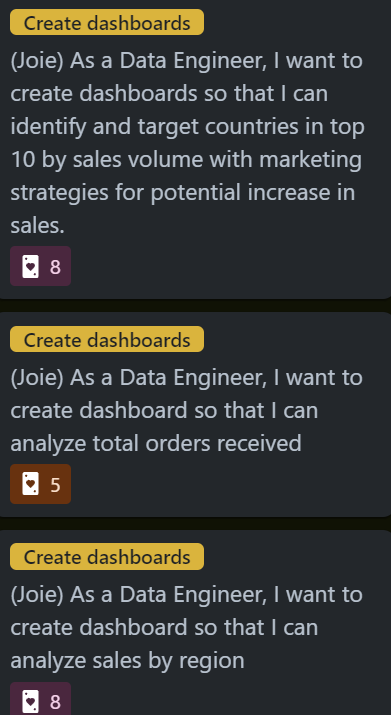 Create dashboards
(Joie) As a Data Engineer, I want to
create dashboards so that I can
identify and target countries in top
10 by sales volume with marketing
strategies for potential increase in
sales.
8
Create dashboards
(Joie) As a Data Engineer, I want to
create dashboard so that I can
analyze total orders received
5
Create dashboards
(Joie) As a Data Engineer, I want to
create dashboard so that I can
analyze sales by region
8